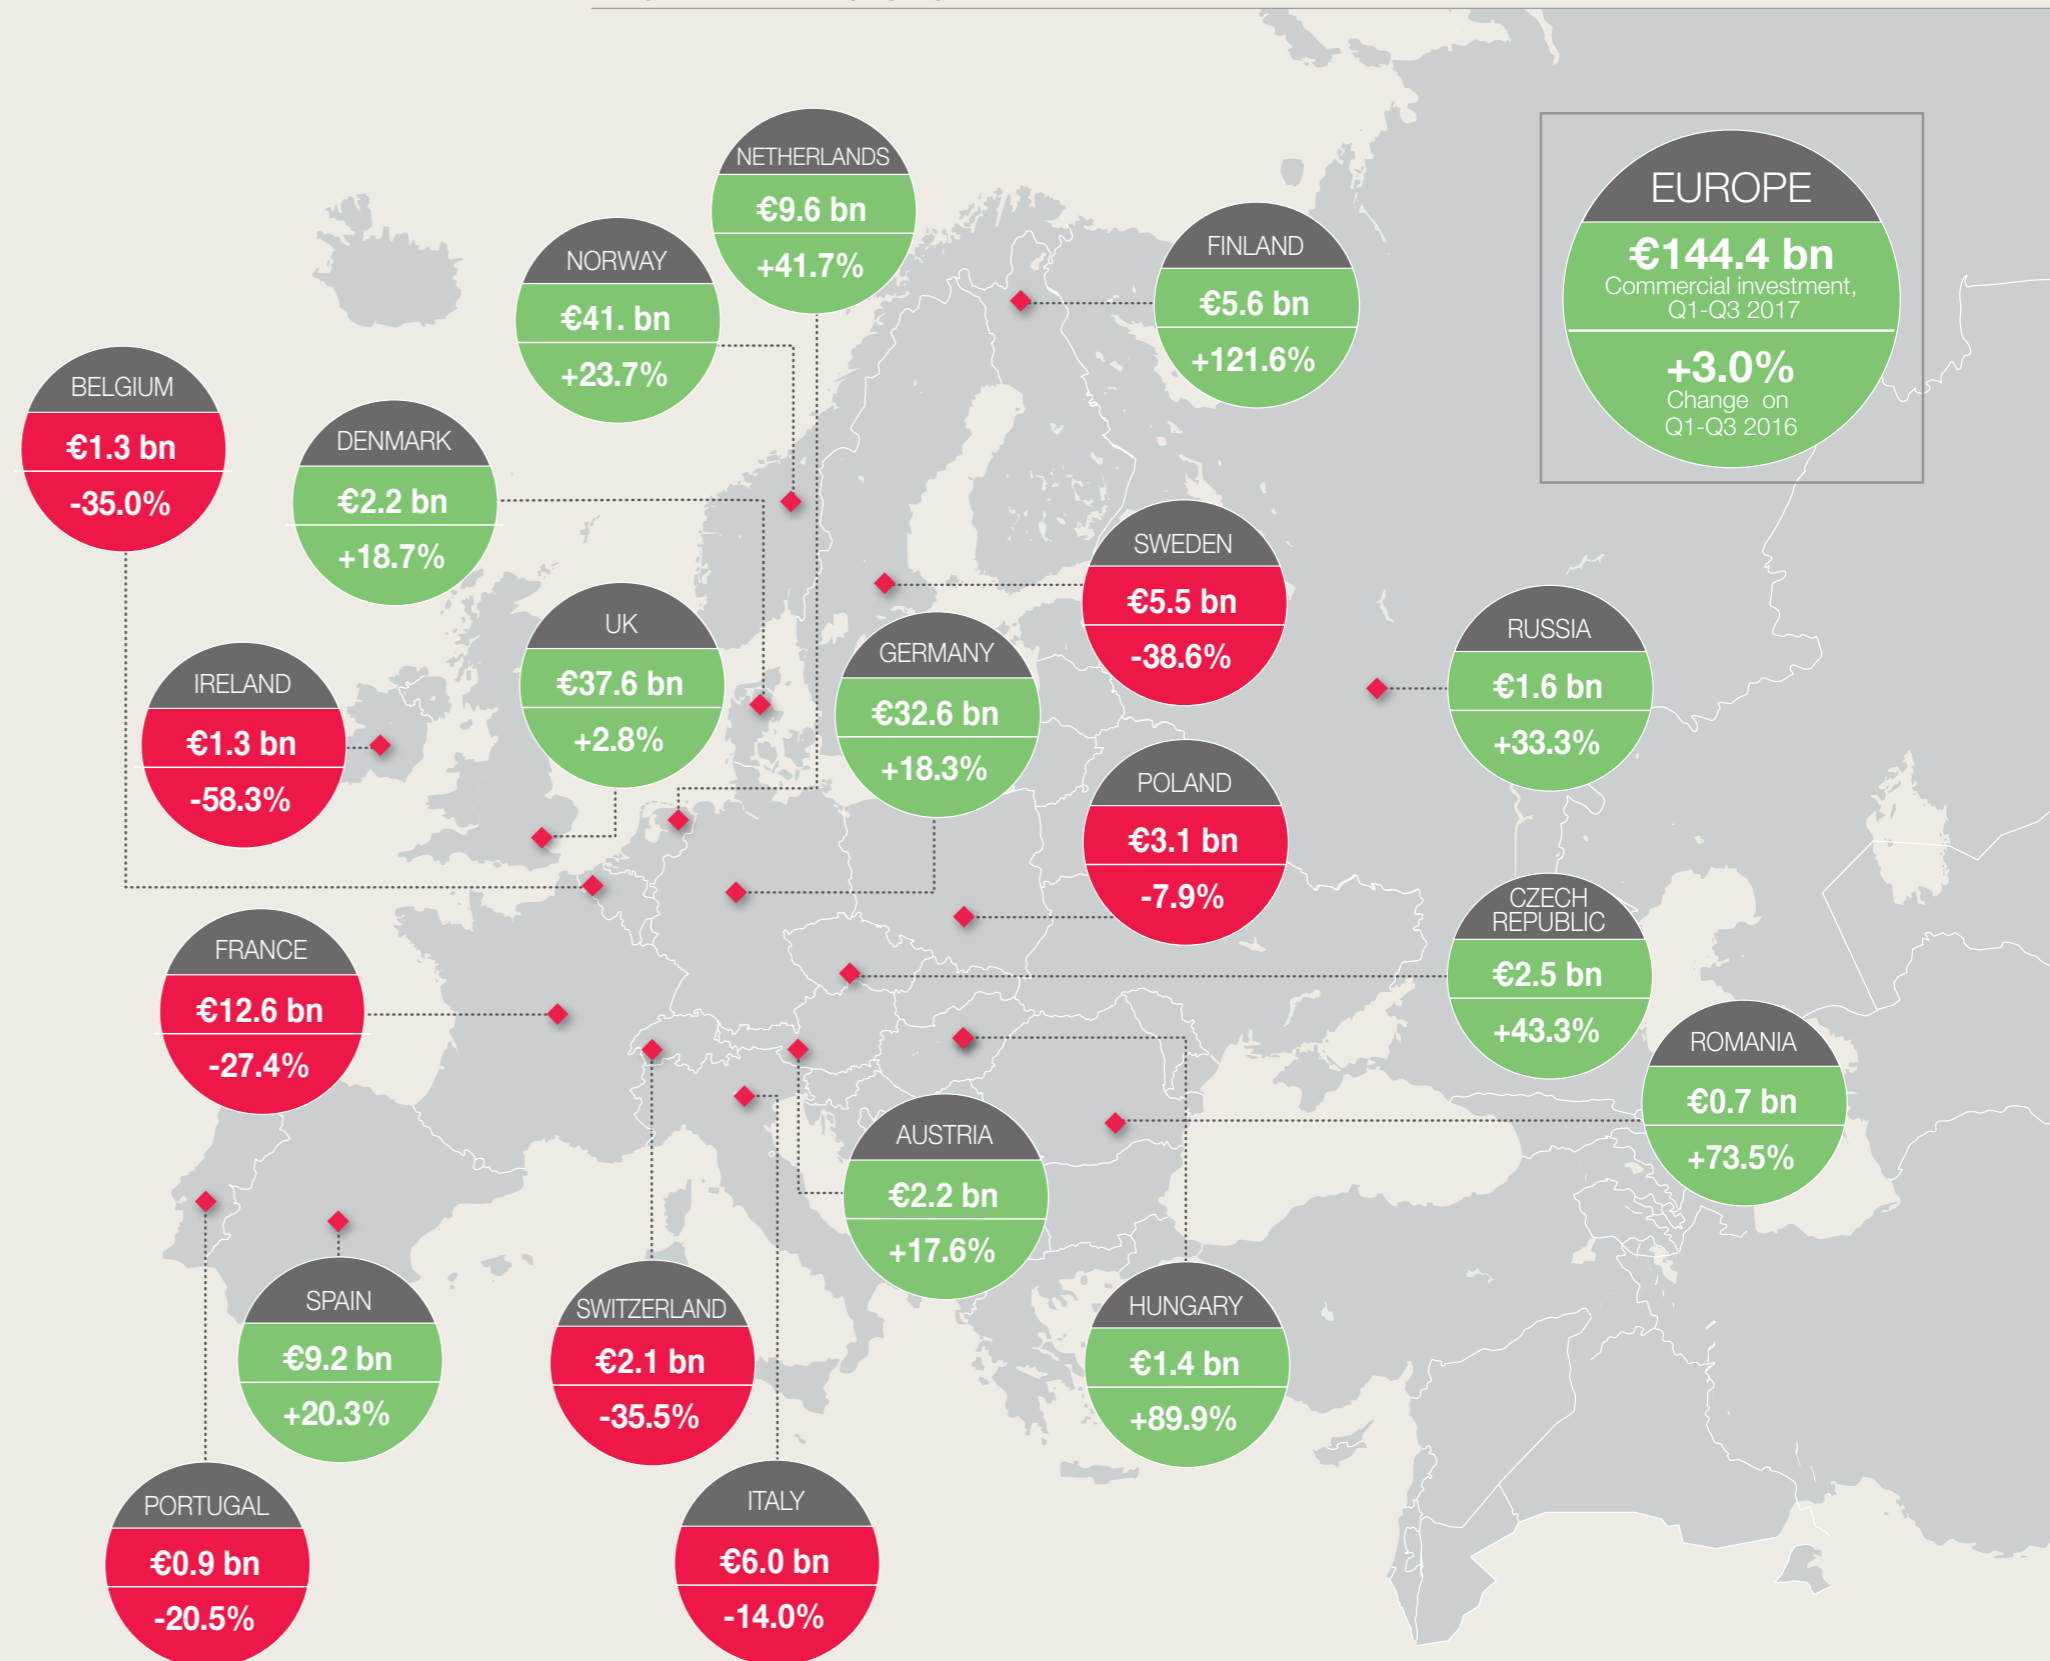 NETHERLANDS
€9.6 bn
+41.7%
EUROPE
€144.4 bn
Commercial investment,
Q1-Q3 2017
+3.0%
Change on
Q1-Q3 2016
NORWAY
€41. bn
+23.7%
FINLAND
€5.6 bn
+121.6%
BELGIUM
€1.3 bn
-35.0%
DENMARK
€2.2 bn
+18.7%
SWEDEN
€5.5 bn
-38.6%
UK
€37.6 bn
+2.8%
GERMANY
€32.6 bn
+18.3%
RUSSIA
€1.6 bn
+33.3%
IRELAND
€1.3 bn
-58.3%
POLAND
€3.1 bn
-7.9%
CZECH
REPUBLIC
€2.5 bn
+43.3%
FRANCE
€12.6 bn
-27.4%
ROMANIA
€0.7 bn
+73.5%
AUSTRIA
€2.2 bn
+17.6%
SPAIN
€9.2 bn
+20.3%
SWITZERLAND
€2.1 bn
-35.5%
HUNGARY
€1.4 bn
+89.9%
PORTUGAL
€0.9 bn
-20.5%
ITALY
€6.0 bn
-14.0%